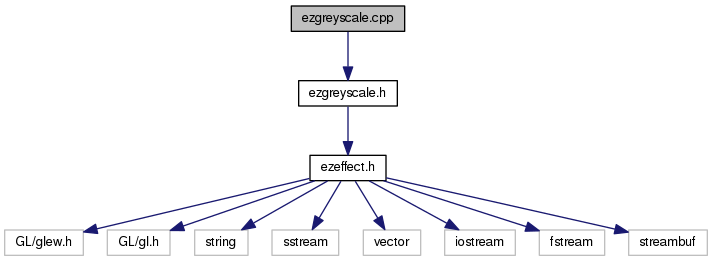 ezgreyscale.cpp
ezgreyscale.h
ezeffect.h
GL/glew.h
GL/gl.h
string
sstream
vector
iostream
fstream
streambuf